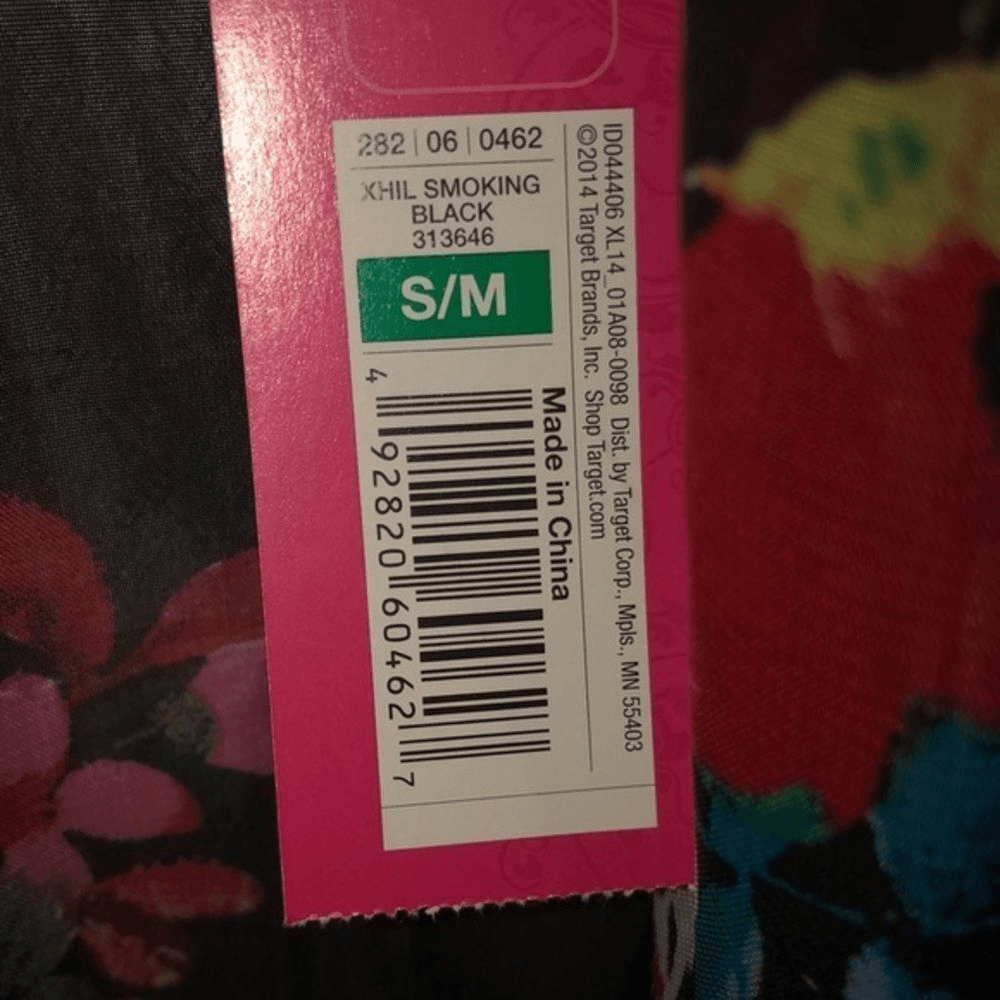 282 | 06 | 0462
XHIL SMOKING
BLACK
313646
S/M
4 92820 60462 7
Made in China
ID044406 XL14_01A08-0098 Dist. by Target Corp., Mpls., MN 55403
©2014 Target Brands, Inc. Shop Target.com